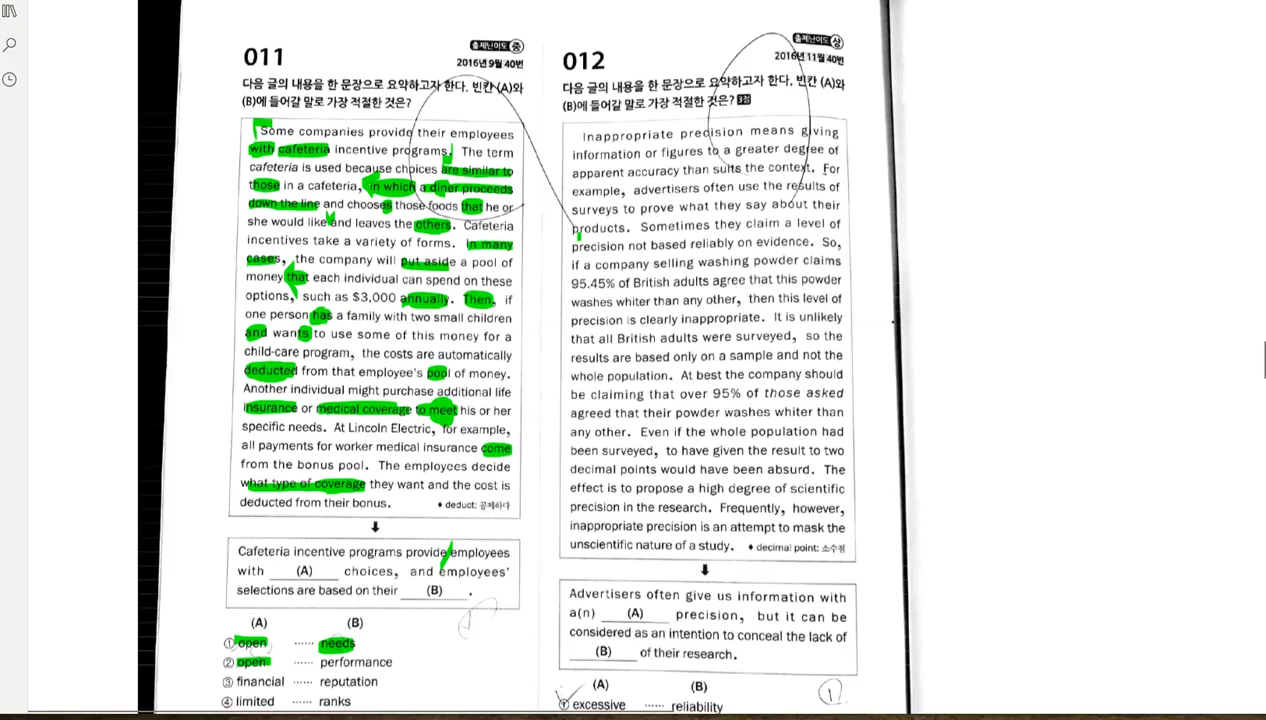 011
출제난이도 중
2016년 9월 40번
다음 글의 내용을 한 문장으로 요약하고자 한다. 빈칸 (A)와
(B)에 들어갈 말로 가장 적절한 것은?
Some companies provide their employees
with cafeteria incentive programs. The term
cafeteria is used because choices are similar to
those in a cafeteria, in which a diner proceeds
down the line and chooses those foods that he or
she would like and leaves the others. Cafeteria
incentives take a variety of forms. In many
cases, the company will put aside a pool of
money that each individual can spend on these
options, such as $3,000 annually. Then, if
one person has a family with two small children
and wants to use some of this money for a
child-care program, the costs are automatically
deducted from that employee's pool of money.
Another individual might purchase additional life
insurance or medical coverage to meet his or her
specific needs. At Lincoln Electric, for example,
all payments for worker medical insurance come
from the bonus pool. The employees decide
what type of coverage they want and the cost is
deducted from their bonus.
♦ deduct: 공제하다
Cafeteria incentive programs provide employees
with (A) choices, and employees'
selections are based on their (B) .
(A) (B)
① open ······ needs
② open ······ performance
③ financial ······ reputation
④ limited ······ ranks
012
출제난이도 상
2016년 11월 40번
다음 글의 내용을 한 문장으로 요약하고자 한다. 빈칸 (A)와
(B)에 들어갈 말로 가장 적절한 것은? 3점
Inappropriate precision means giving
information or figures to a greater degree of
apparent accuracy than suits the context. For
example, advertisers often use the results of
surveys to prove what they say about their
products. Sometimes they claim a level of
precision not based reliably on evidence. So,
if a company selling washing powder claims
95.45% of British adults agree that this powder
washes whiter than any other, then this level of
precision is clearly inappropriate. It is unlikely
that all British adults were surveyed, so the
results are based only on a sample and not the
whole population. At best the company should
be claiming that over 95% of those asked
agreed that their powder washes whiter than
any other. Even if the whole population had
been surveyed, to have given the result to two
decimal points would have been absurd. The
effect is to propose a high degree of scientific
precision in the research. Frequently, however,
inappropriate precision is an attempt to mask the
unscientific nature of a study.
♦ decimal point: 소수점
Advertisers often give us information with
a(n) (A) precision, but it can be
considered as an intention to conceal the lack of
(B) of their research.
(A) (B)
① excessive ······ reliability
①